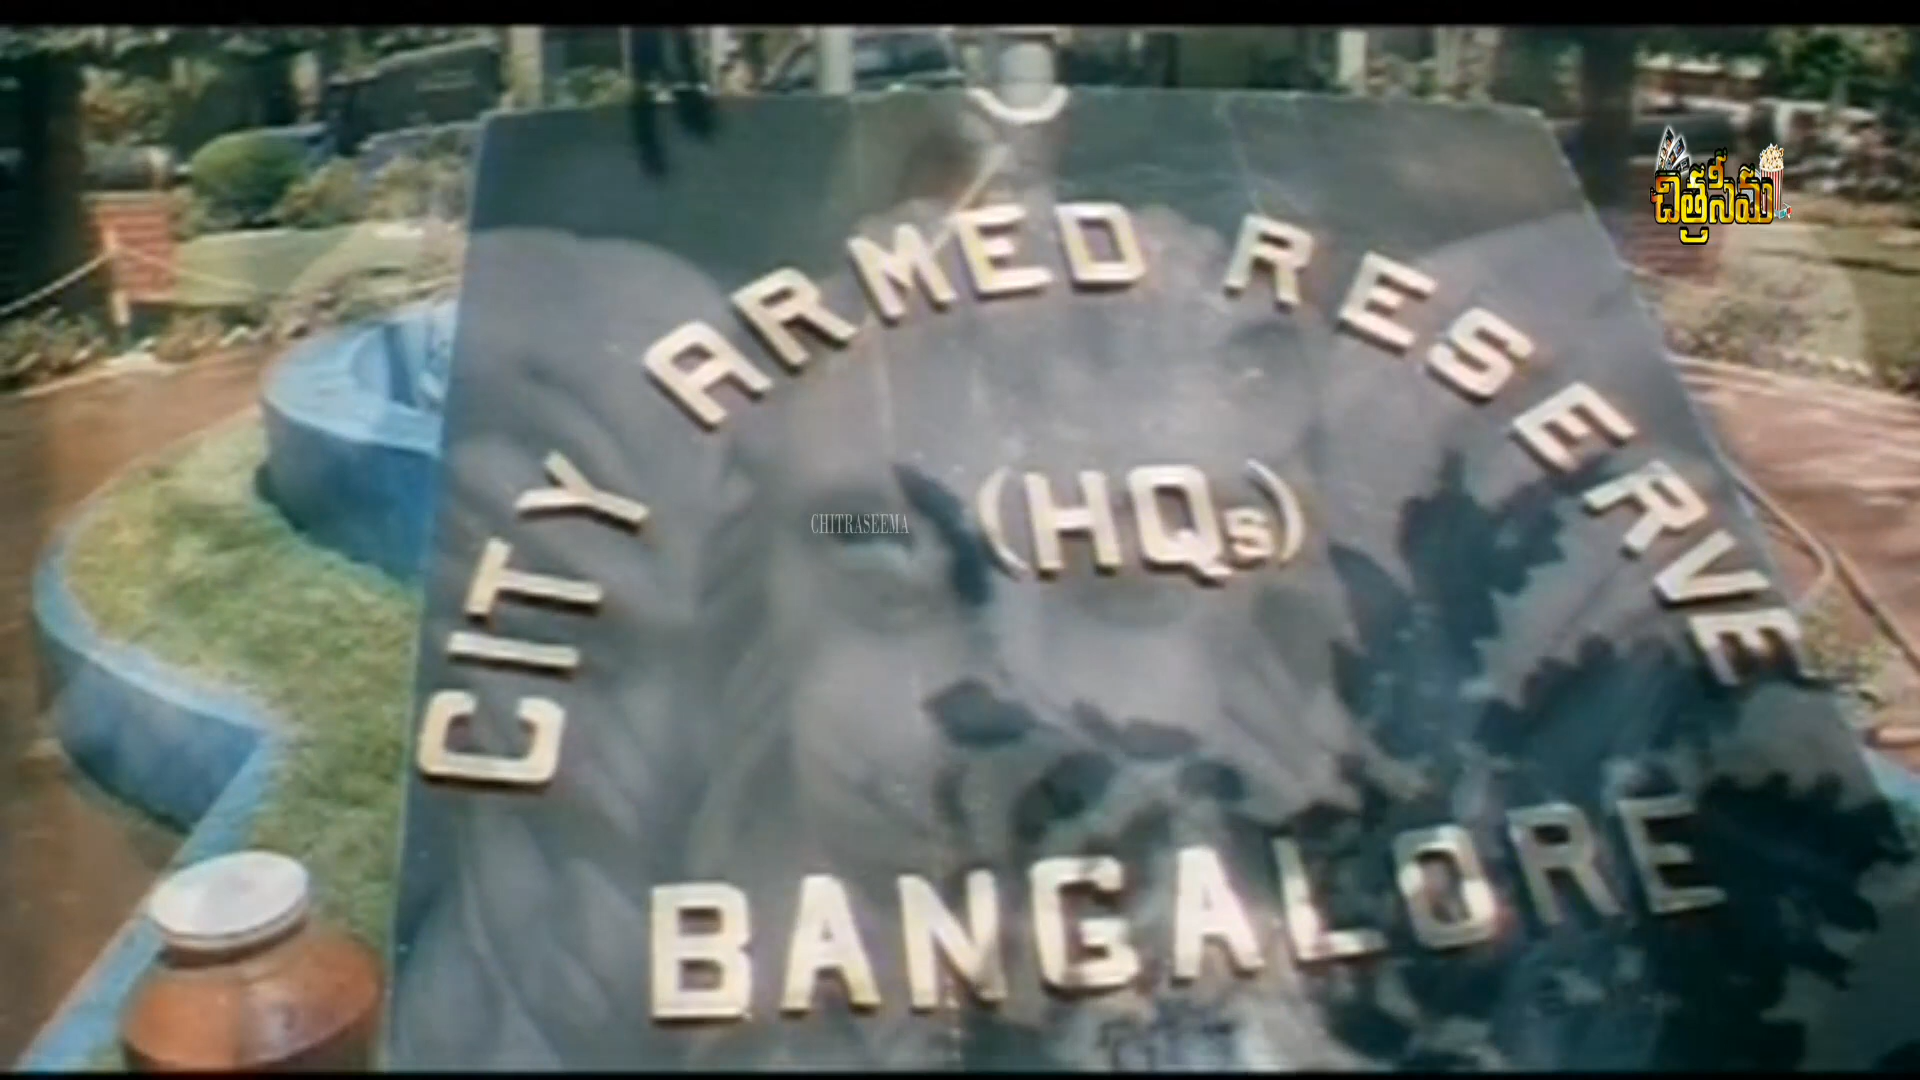 CITY ARMED RESERVE
(HQs)
BANGALORE
CHITRASEEMA
చిత్రసీమ